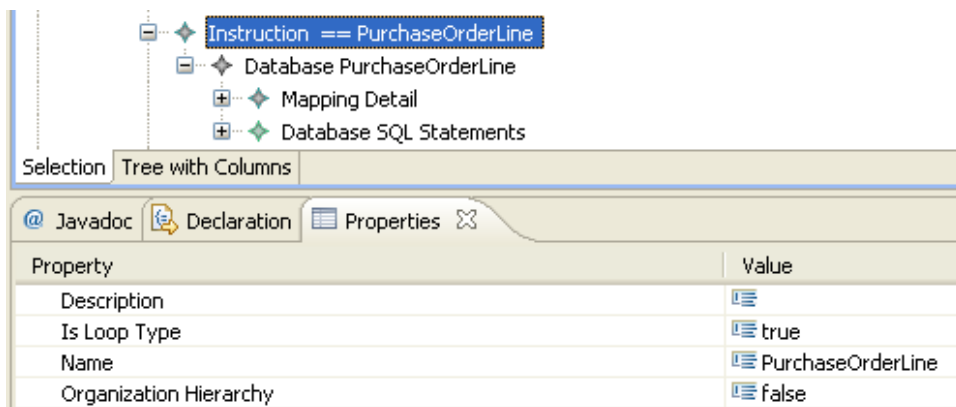 Instruction == PurchaseOrderLine
Database PurchaseOrderLine
Mapping Detail
Database SQL Statements
Selection Tree with Columns
@ Javadoc Declaration Properties
Property Value
Description
Is Loop Type true
Name PurchaseOrderLine
Organization Hierarchy false